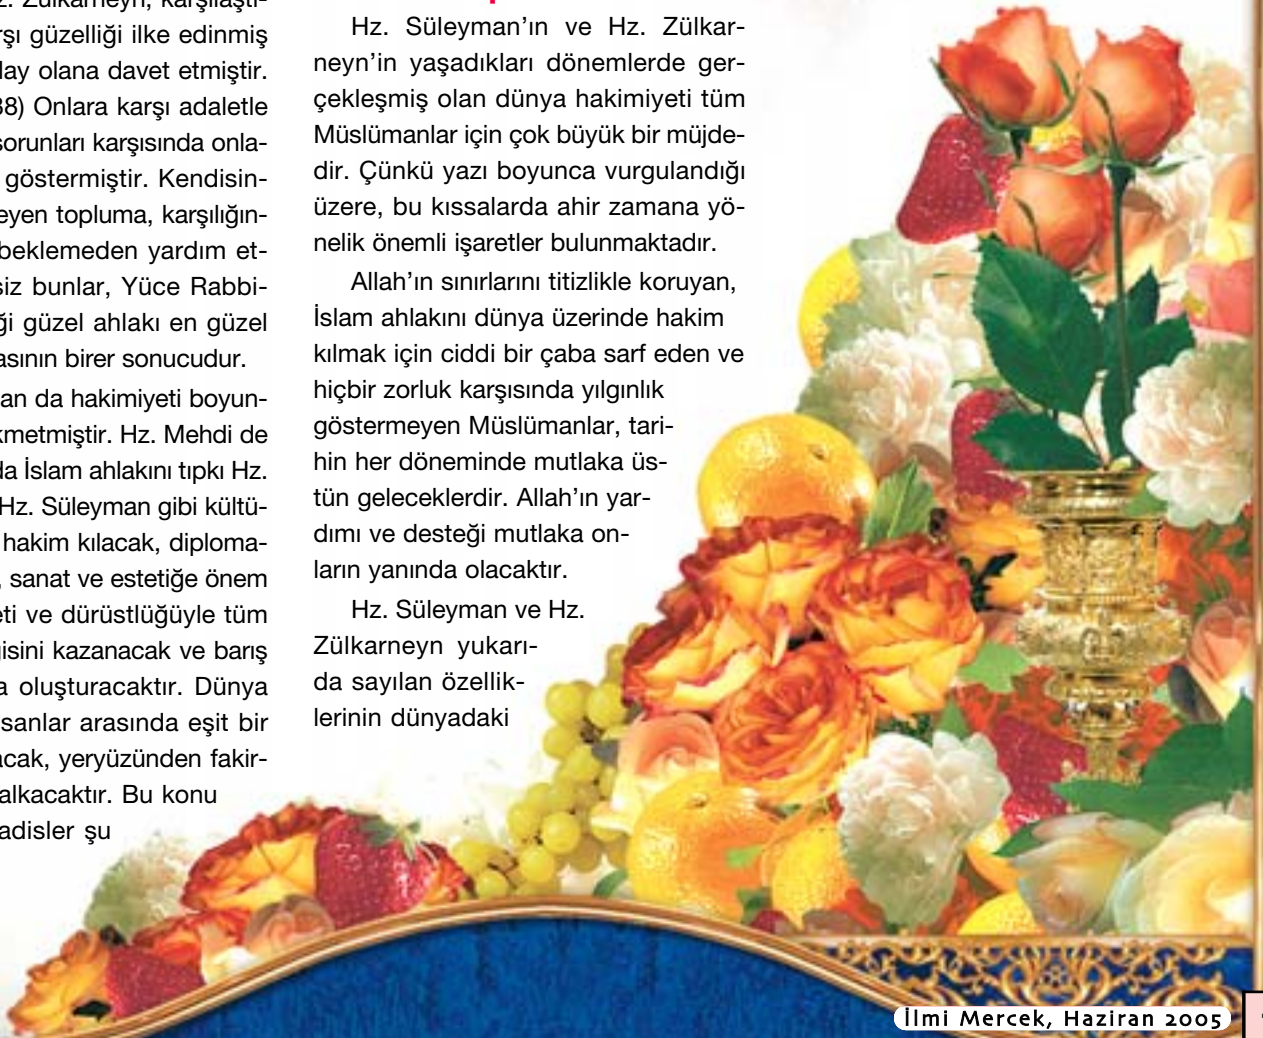 z. Zülkarneyn, karşılaştı-
rşı güzelliği ilke edinmiş
lay olana davet etmiştir.
38) Onlara karşı adaletle
sorunları karşısında onla-
göstermiştir. Kendisin-
eyen topluma, karşılığın-
beklemeden yardım et-
siz bunlar, Yüce Rabbi-
ği güzel ahlakı en güzel
asının birer sonucudur.
an da hakimiyeti boyun-
kmetmiştir. Hz. Mehdi de
da İslam ahlakını tıpkı Hz.
Hz. Süleyman gibi kültü-
hakim kılacak, diploma-
, sanat ve estetiğe önem
eti ve dürüstlüğüyle tüm
gisini kazanacak ve barış
a oluşturacaktır. Dünya
sanlar arasında eşit bir
acak, yeryüzünden fakir-
alkacaktır. Bu konu
adisler şu
Hz. Süleyman'ın ve Hz. Zülkar-
neyn'in yaşadıkları dönemlerde ger-
çekleşmiş olan dünya hakimiyeti tüm
Müslümanlar için çok büyük bir müjde-
dir. Çünkü yazı boyunca vurgulandığı
üzere, bu kıssalarda ahir zamana yö-
nelik önemli işaretler bulunmaktadır.
Allah'ın sınırlarını titizlikle koruyan,
İslam ahlakını dünya üzerinde hakim
kılmak için ciddi bir çaba sarf eden ve
hiçbir zorluk karşısında yılgınlık
göstermeyen Müslümanlar, tari-
hin her döneminde mutlaka üs-
tün geleceklerdir. Allah'ın yar-
dımı ve desteği mutlaka on-
ların yanında olacaktır.
Hz. Süleyman ve Hz.
Zülkarneyn yukarı-
da sayılan özellik-
lerinin dünyadaki
İlmi Mercek, Haziran 2005